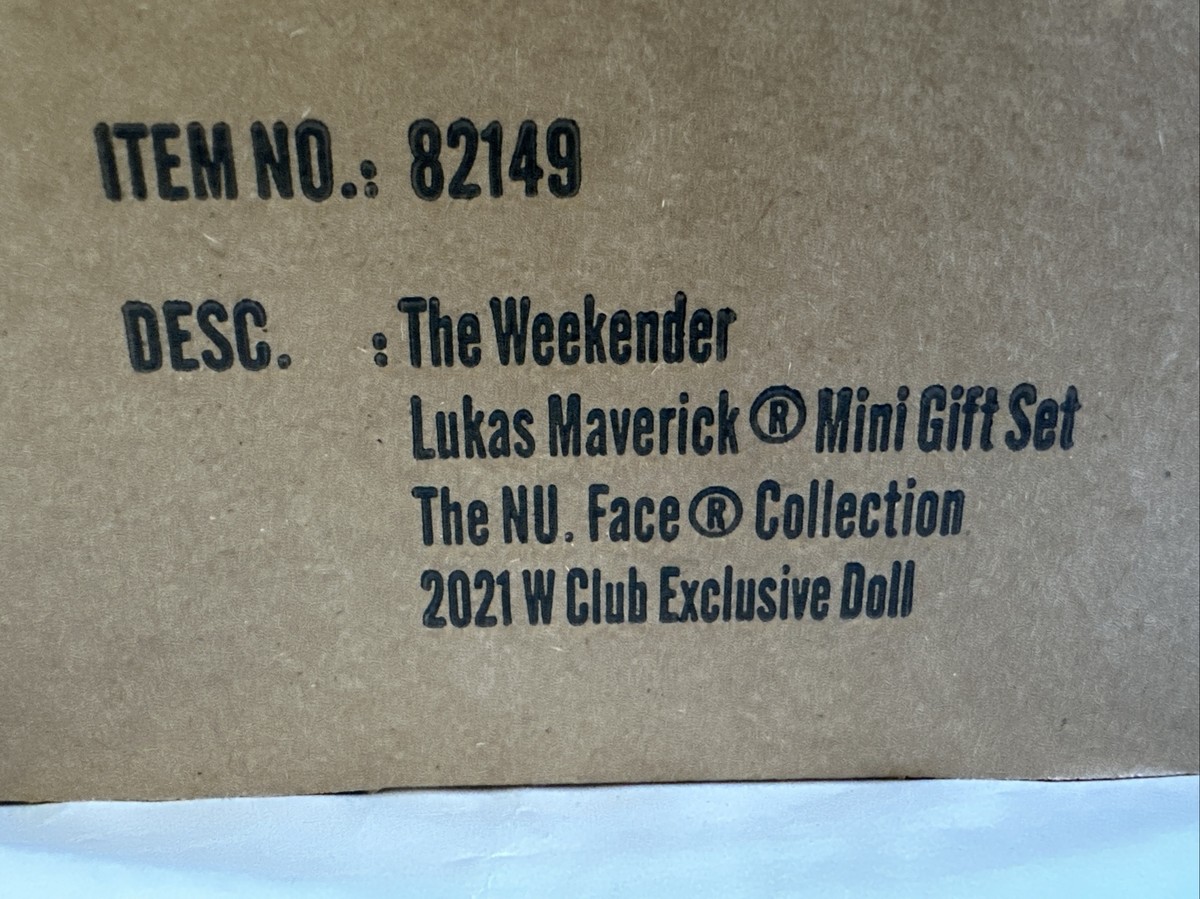 ITEM NO.: 82149
DESC. : The Weekender
Lukas Maverick ® Mini Gift Set
The NU. Face ® Collection
2021 W Club Exclusive Doll